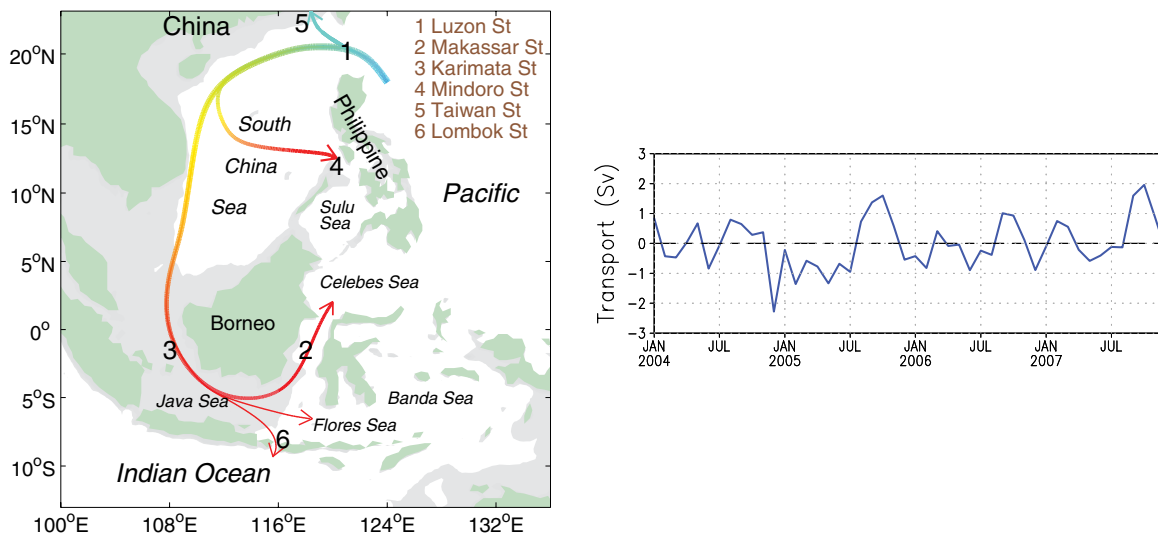 China
5
1
1 Luzon St
2 Makassar St
3 Karimata St
4 Mindoro St
5 Taiwan St
6 Lombok St
20°N
15°N
10°N
5°N
0°
5°S
10°S
South
China
Sea
Philippine
4
Pacific
Sulu
Sea
Celebes Sea
Borneo
3
2
Java Sea
Banda Sea
Flores Sea
6
Indian Ocean
100°E 108°E 116°E 124°E 132°E
Transport (Sv)
3
2
1
0
-1
-2
-3
JAN JUL JAN JUL JAN JUL JAN JUL
2004 2005 2006 2007